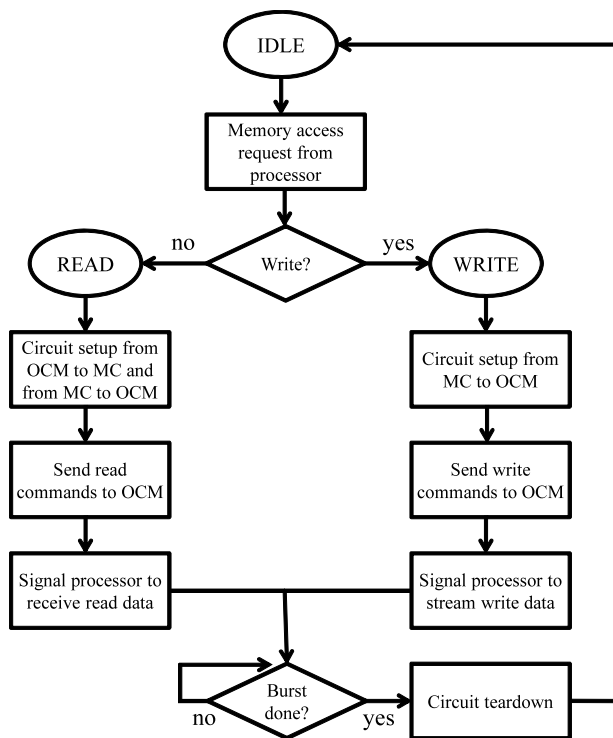 IDLE
Memory access
request from
processor
no
Write?
yes
READ
WRITE
Circuit setup from
OCM to MC and
from MC to OCM
Circuit setup from
MC to OCM
Send read
commands to OCM
Send write
commands to OCM
Signal processor to
receive read data
Signal processor to
stream write data
Burst
done?
no
yes
Circuit teardown